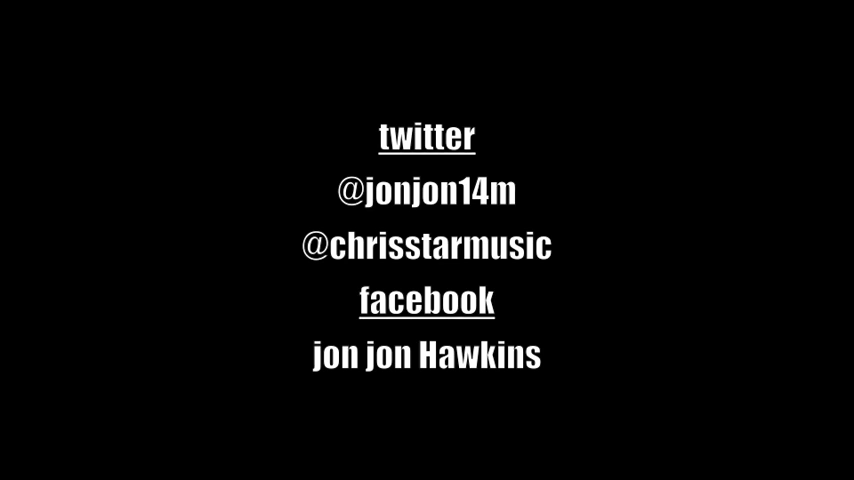 twitter
@jonjon14m
@chrisstarmusic
facebook
jon jon Hawkins